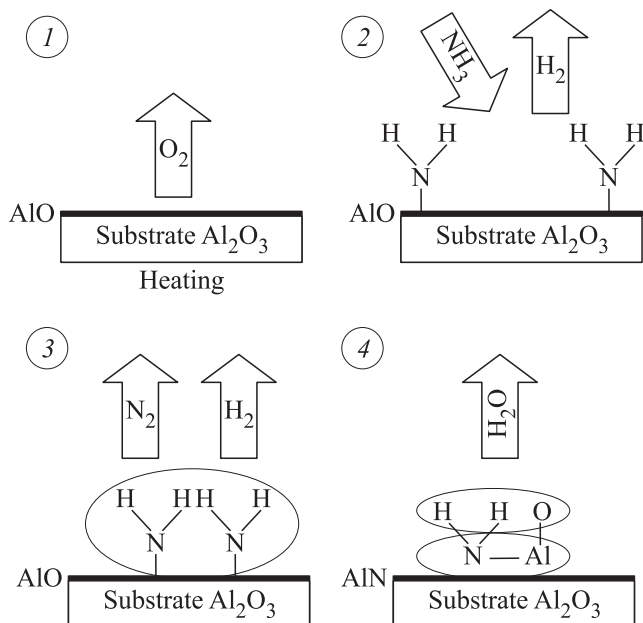 1
O2
AlO
Substrate Al2O3
Heating
2
NH3
H2
H H H H
N N
AlO
Substrate Al2O3
3
N2
H2
H H H H
N N
AlO
Substrate Al2O3
4
H2O
H H O
N Al
AlN
Substrate Al2O3